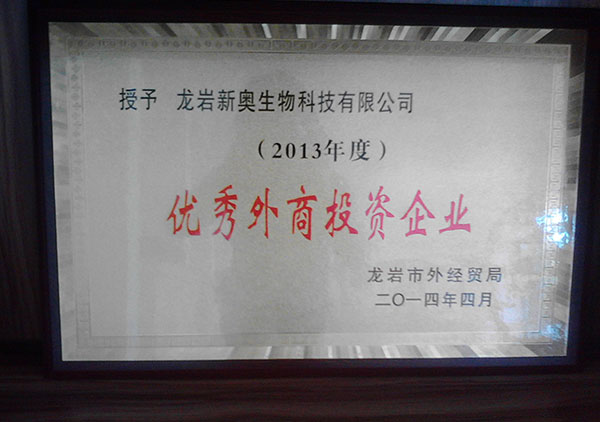 授予 龙岩新奥生物科技有限公司
（2013年度）
优秀外商投资企业
龙岩市外经贸局
二〇一四年四月